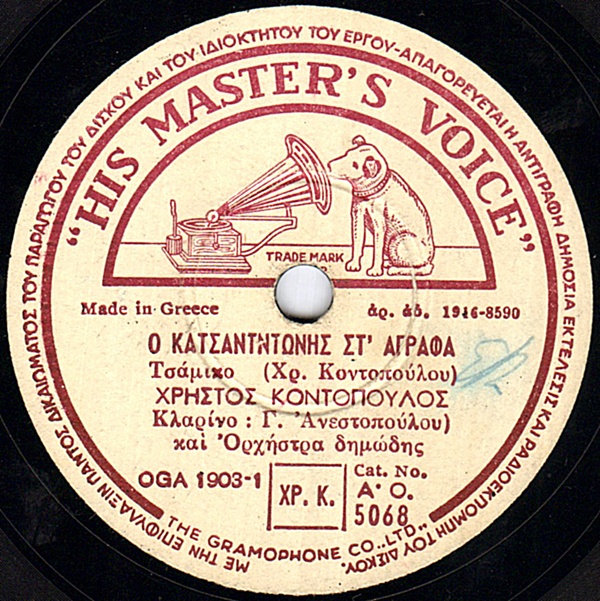 ΜΕ ΤΗΝ ΕΠΙΦΥΛΑΞΙΝ ΠΑΝΤΟΣ ΔΙΚΑΙΩΜΑΤΟΣ ΤΟΥ ΠΑΡΑΓΩΓΟΥ ΤΟΥ ΔΙΣΚΟΥ ΚΑΙ ΤΟΥ ΙΔΙΟΚΤΗΤΟΥ ΤΟΥ ΕΡΓΟΥ-ΑΠΑΓΟΡΕΥΕΤΑΙ Η ΑΝΤΙΓΡΑΦΗ ΔΗΜΟΣΙΑ ΕΚΤΕΛΕΣΙΣ ΚΑΙ ΡΑΔΙΟΕΚΠΟΜΠΗ ΤΟΥ ΔΙΣΚΟΥ.
"HIS MASTER'S VOICE"
TRADE MARK
Made in Greece
ἀρ. ἀδ. 1946-8590
Ο ΚΑΤΣΑΝΤΝΤΩΝΗΣ ΣΤ' ΑΓΡΑΦΑ
Τσάμικο (Χρ. Κοντοπούλου)
ΧΡΗΣΤΟΣ ΚΟΝΤΟΠΟΥΛΟΣ
Κλαρίνο : Γ. Ἀνεστοπούλου)
καὶ Ὀρχήστρα δημώδης
OGA 1903-1
ΧΡ. Κ.
Cat. No.
A·O.
5068
THE GRAMOPHONE CO., LTD.,